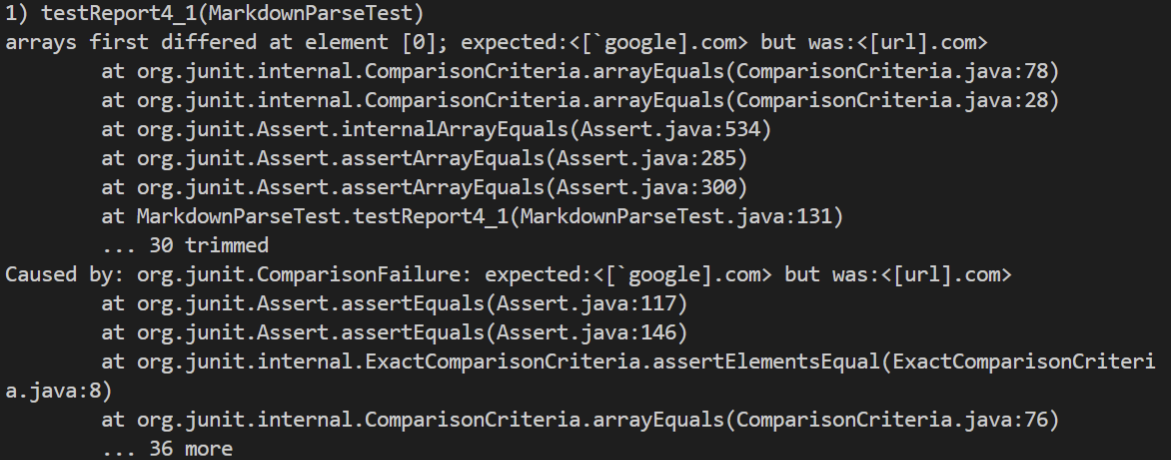 1) testReport4_1(MarkdownParseTest)
arrays first differed at element [0]; expected:<[`google].com> but was:<[url].com>
        at org.junit.internal.ComparisonCriteria.arrayEquals(ComparisonCriteria.java:78)
        at org.junit.internal.ComparisonCriteria.arrayEquals(ComparisonCriteria.java:28)
        at org.junit.Assert.internalArrayEquals(Assert.java:534)
        at org.junit.Assert.assertArrayEquals(Assert.java:285)
        at org.junit.Assert.assertArrayEquals(Assert.java:300)
        at MarkdownParseTest.testReport4_1(MarkdownParseTest.java:131)
        ... 30 trimmed
Caused by: org.junit.ComparisonFailure: expected:<[`google].com> but was:<[url].com>
        at org.junit.Assert.assertEquals(Assert.java:117)
        at org.junit.Assert.assertEquals(Assert.java:146)
        at org.junit.internal.ExactComparisonCriteria.assertElementsEqual(ExactComparisonCriteri
a.java:8)
        at org.junit.internal.ComparisonCriteria.arrayEquals(ComparisonCriteria.java:76)
        ... 36 more